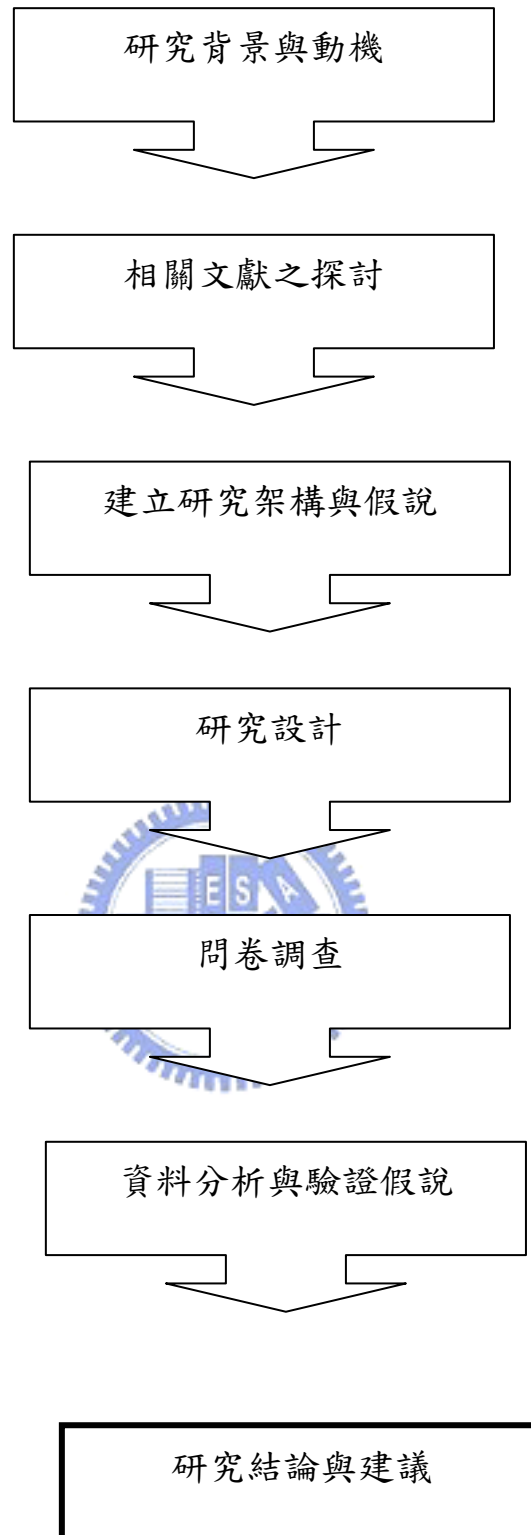 研究背景與動機
相關文獻之探討
建立研究架構與假說
研究設計
ESA
問卷調查
資料分析與驗證假說
研究結論與建議